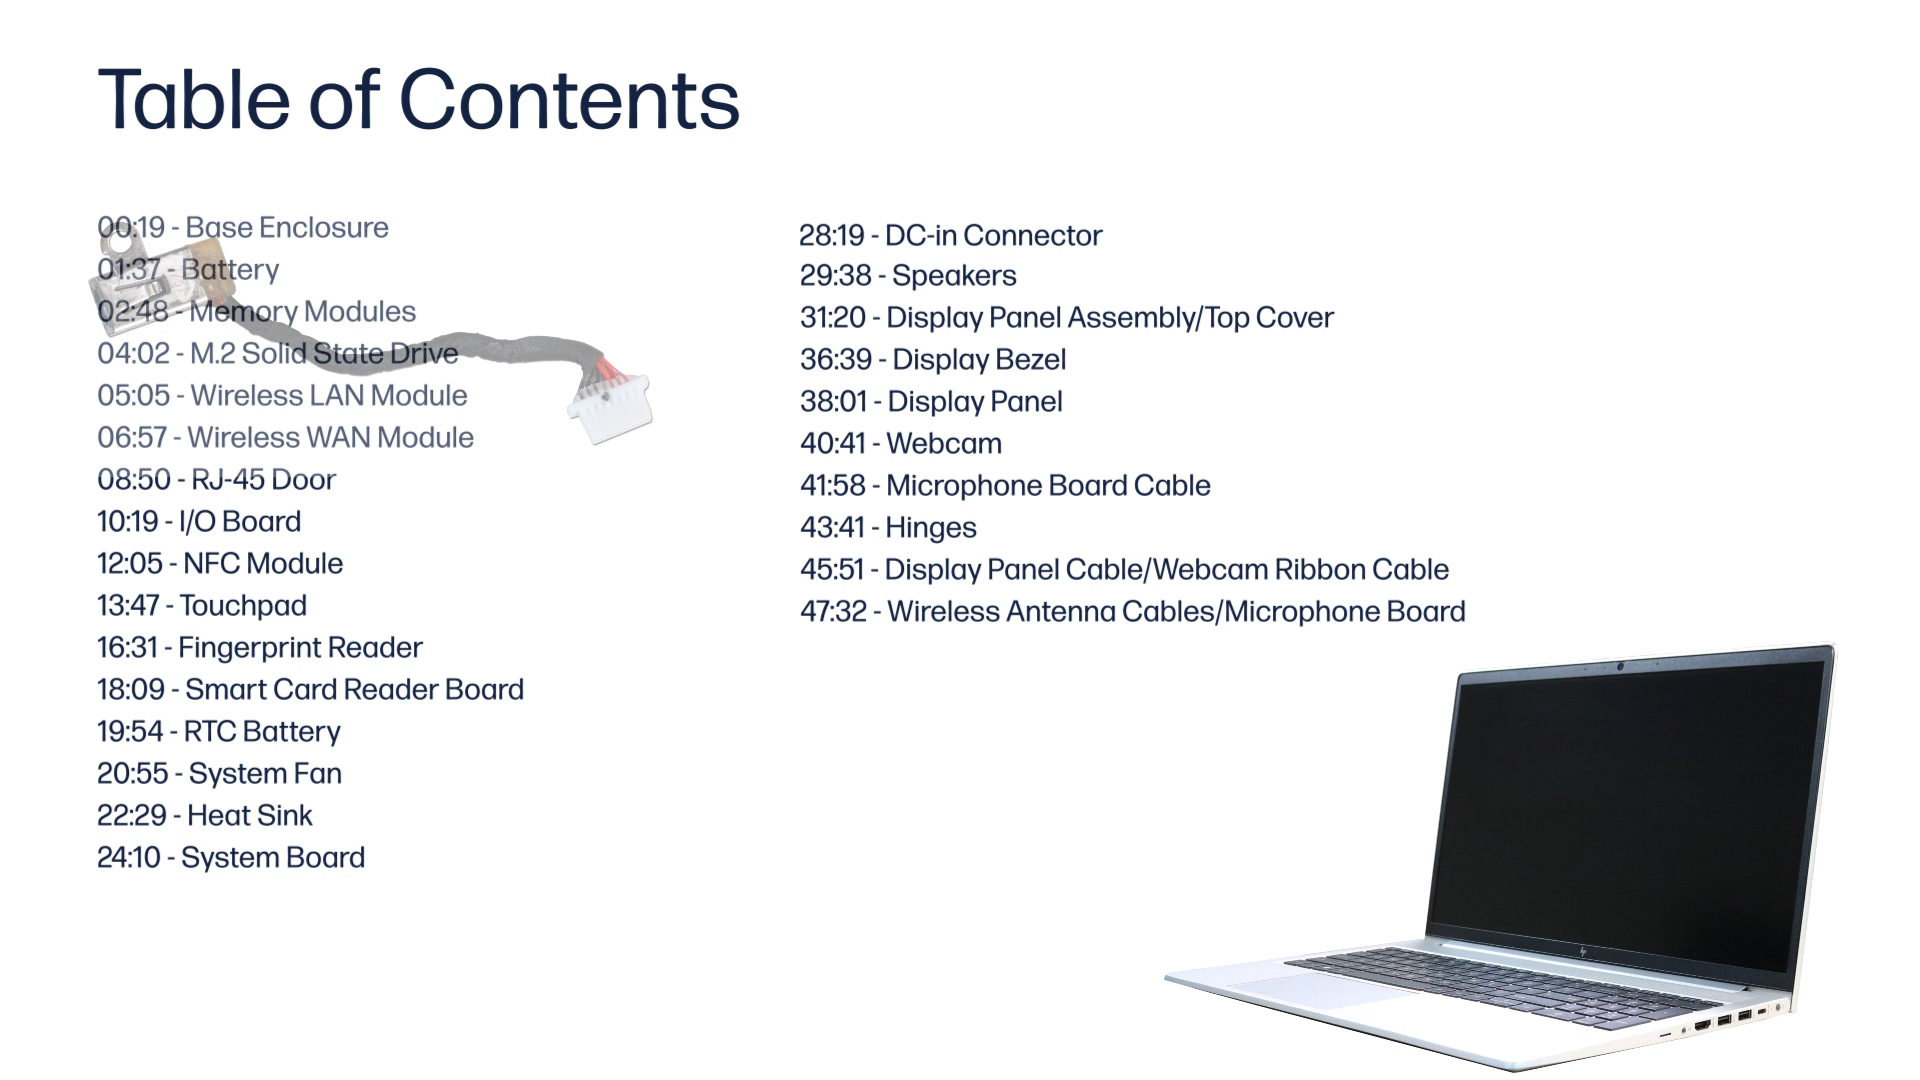 Table of Contents
00:19 - Base Enclosure
01:37 - Battery
02:48 - Memory Modules
04:02 - M.2 Solid State Drive
05:05 - Wireless LAN Module
06:57 - Wireless WAN Module
08:50 - RJ-45 Door
10:19 - I/O Board
12:05 - NFC Module
13:47 - Touchpad
16:31 - Fingerprint Reader
18:09 - Smart Card Reader Board
19:54 - RTC Battery
20:55 - System Fan
22:29 - Heat Sink
24:10 - System Board
28:19 - DC-in Connector
29:38 - Speakers
31:20 - Display Panel Assembly/Top Cover
36:39 - Display Bezel
38:01 - Display Panel
40:41 - Webcam
41:58 - Microphone Board Cable
43:41 - Hinges
45:51 - Display Panel Cable/Webcam Ribbon Cable
47:32 - Wireless Antenna Cables/Microphone Board
hp